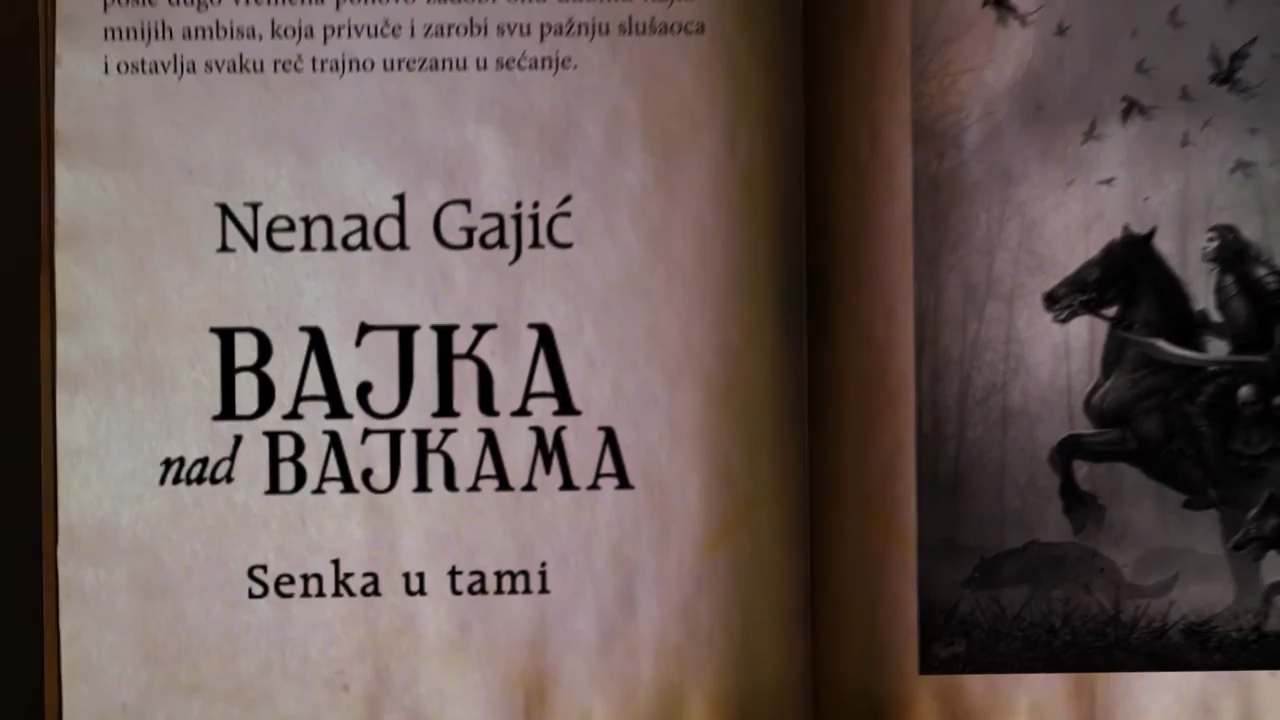 mnijih ambisa, koja privuče i zarobi svu pažnju slušaoca
i ostavlja svaku reč trajno urezanu u sećanje.
Nenad Gajić
BAJKA
nad BAJKAMA
Senka u tami